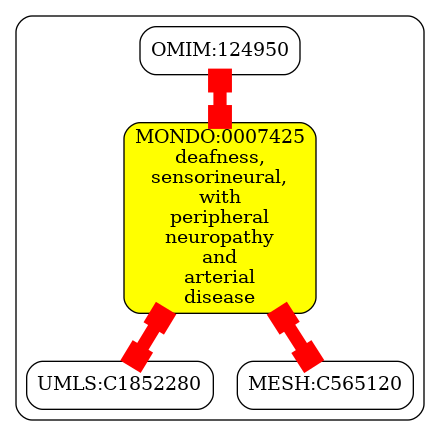 OMIM:124950
MONDO:0007425
deafness,
sensorineural,
with
peripheral
neuropathy
and
arterial
disease
UMLS:C1852280
MESH:C565120